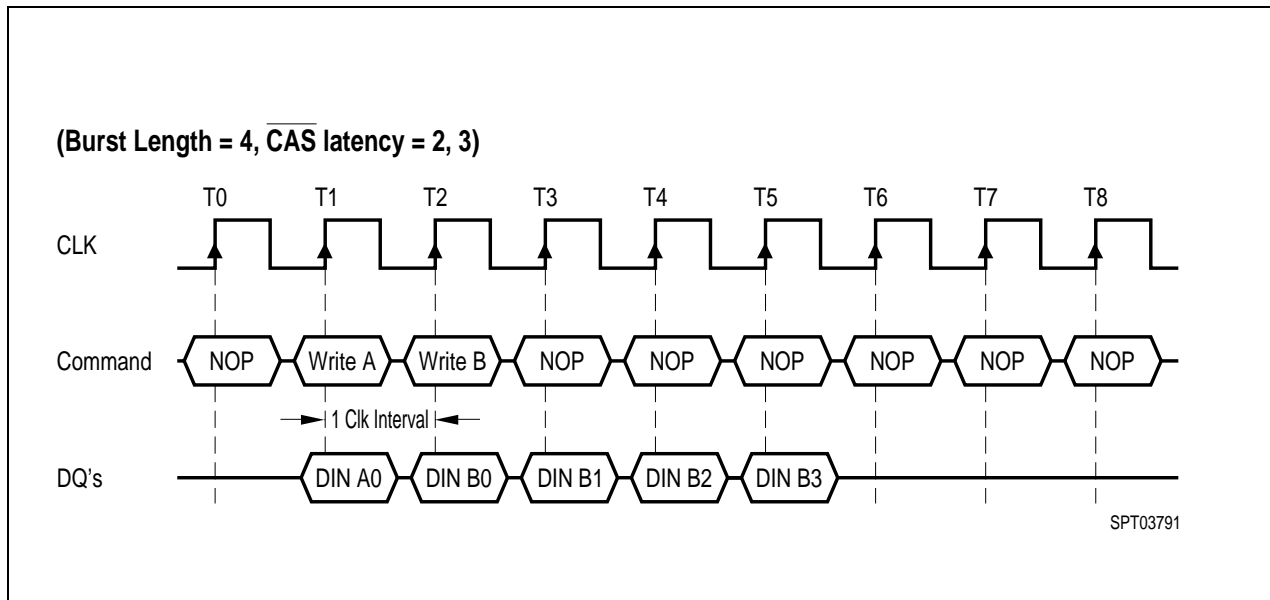 (Burst Length = 4, CAS latency = 2, 3)
T0 T1 T2 T3 T4 T5 T6 T7 T8
CLK
Command NOP Write A Write B NOP NOP NOP NOP NOP NOP
1 Clk Interval
DQ's DIN A0 DIN B0 DIN B1 DIN B2 DIN B3
SPT03791